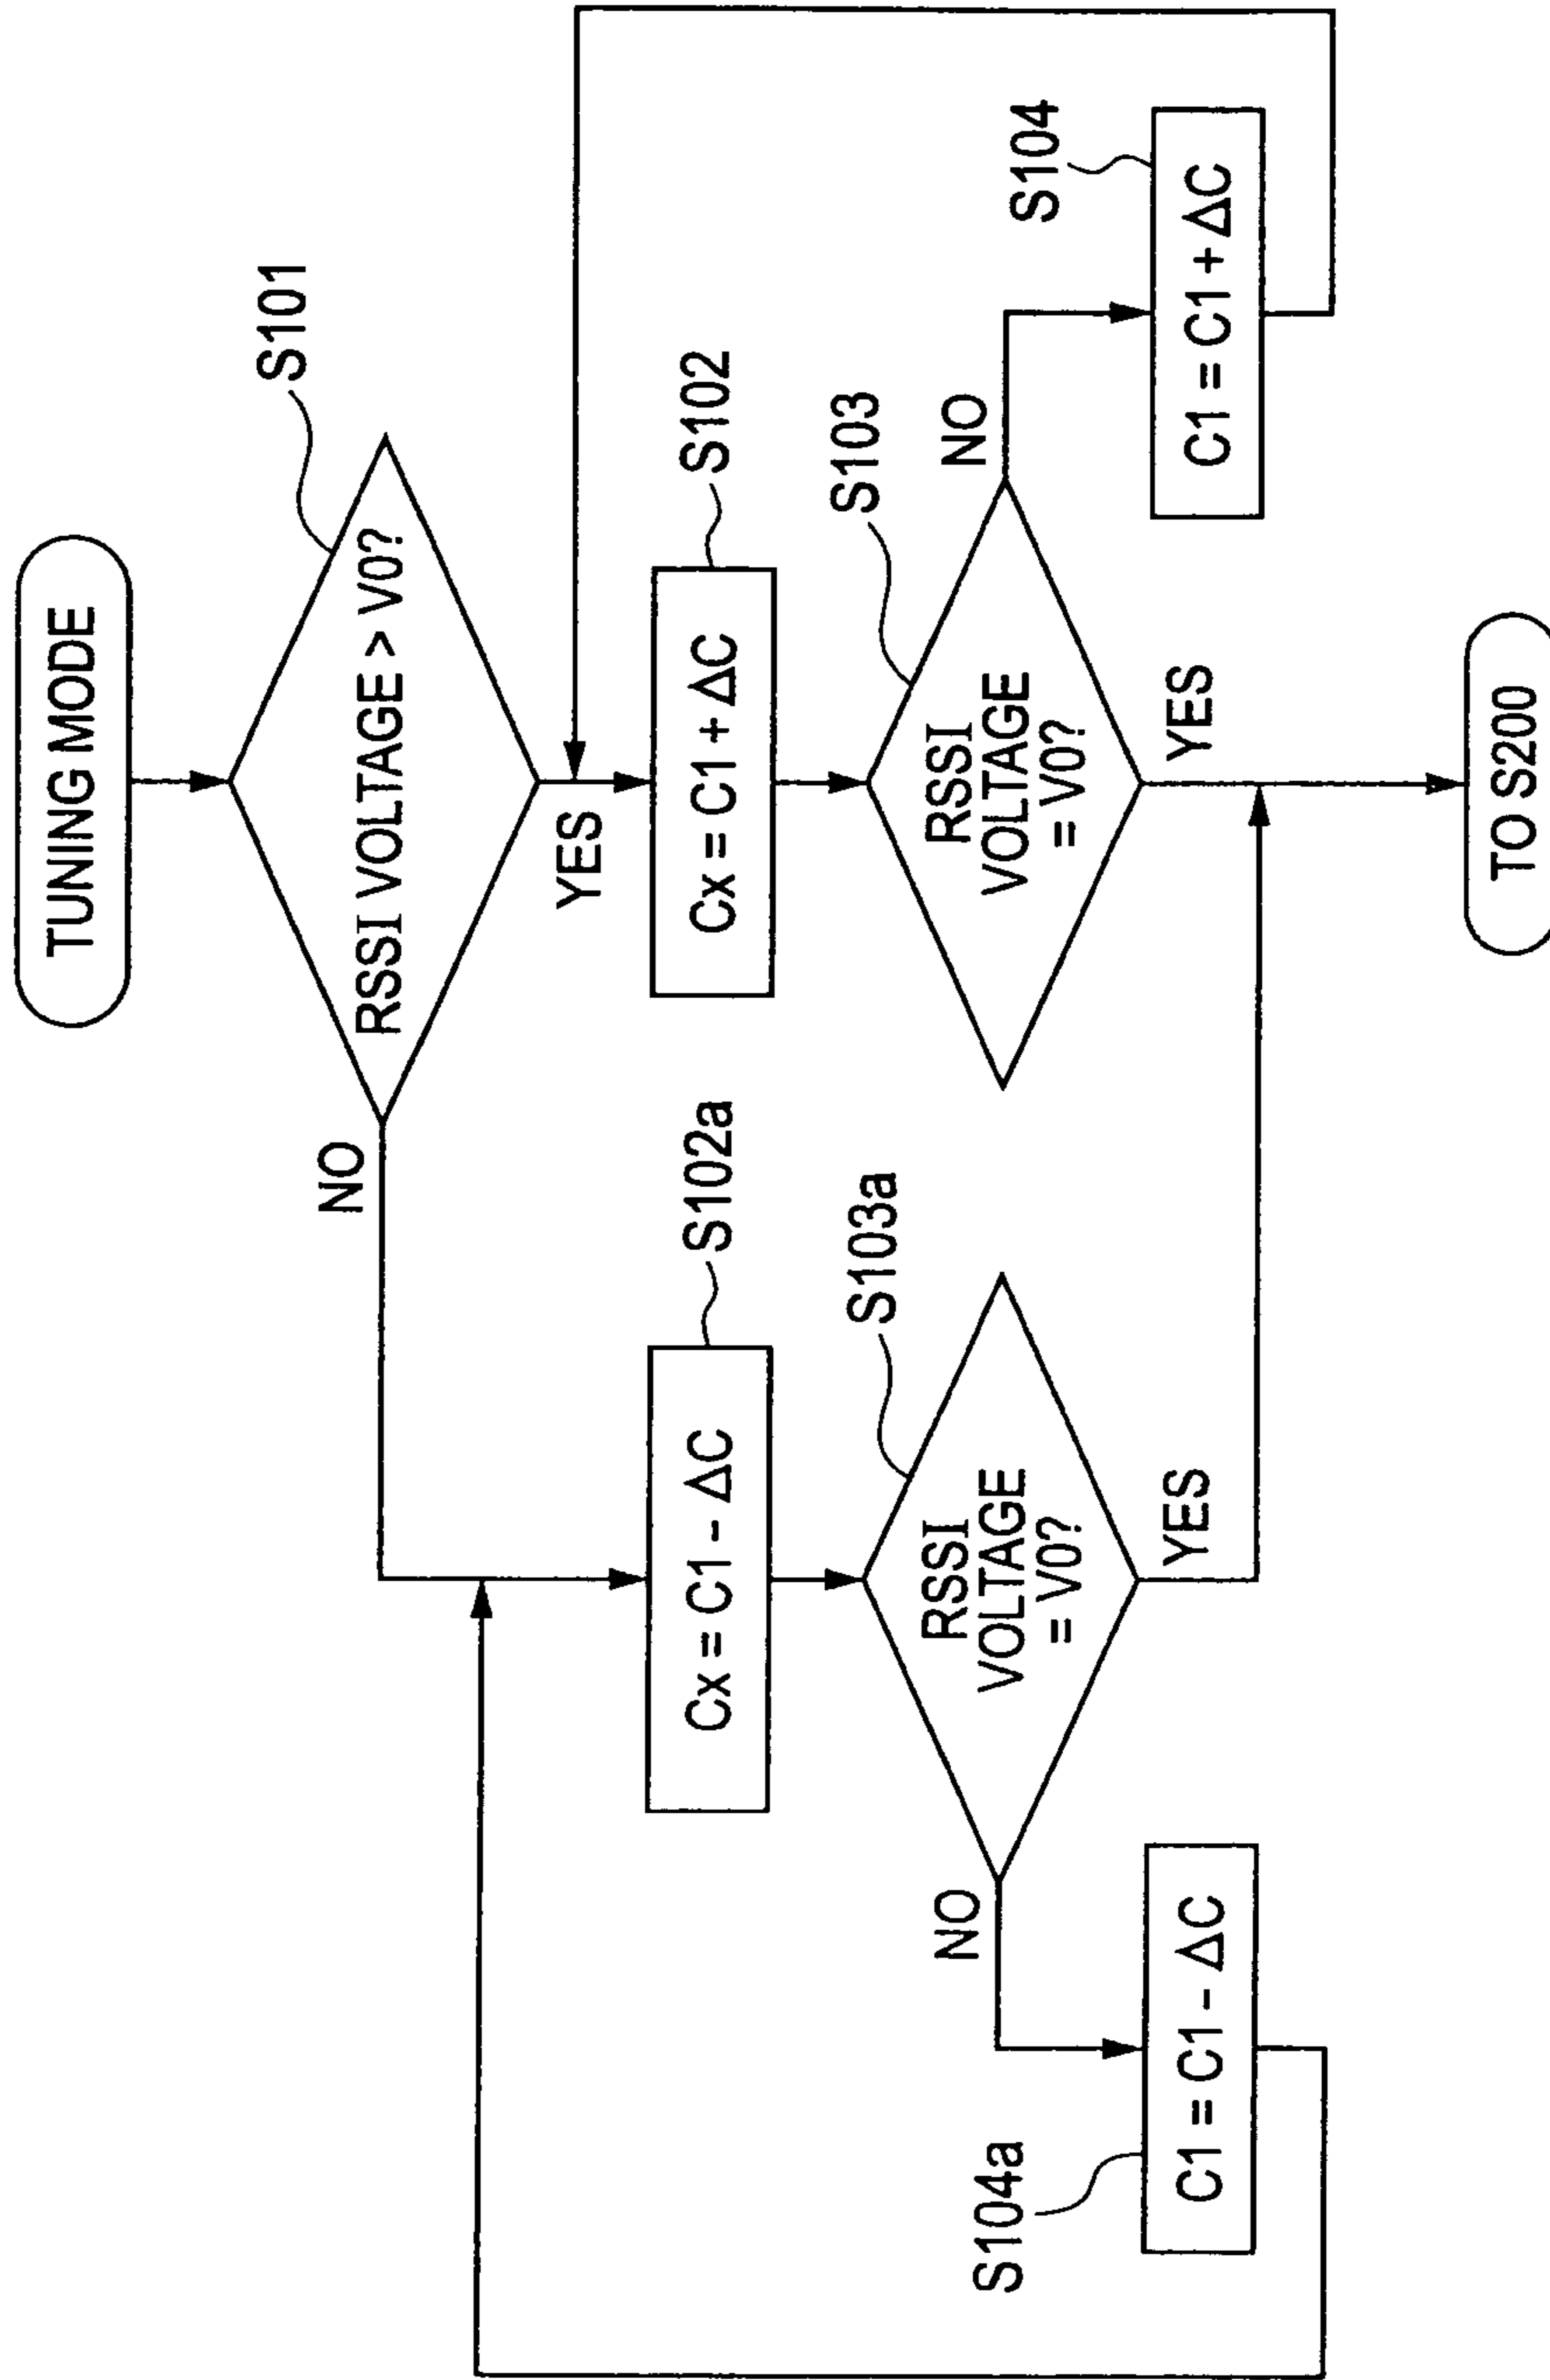 TUNING MODE
S101
RSSI VOLTAGE > V0?
NO
YES
S102a
Cx = C1 - ΔC
S102
Cx = C1 + ΔC
S103a
RSSI
VOLTAGE
= V0?
NO
YES
S103
RSSI
VOLTAGE
= V0?
NO
YES
S104a
C1 = C1 - ΔC
S104
C1 = C1 + ΔC
TO S200